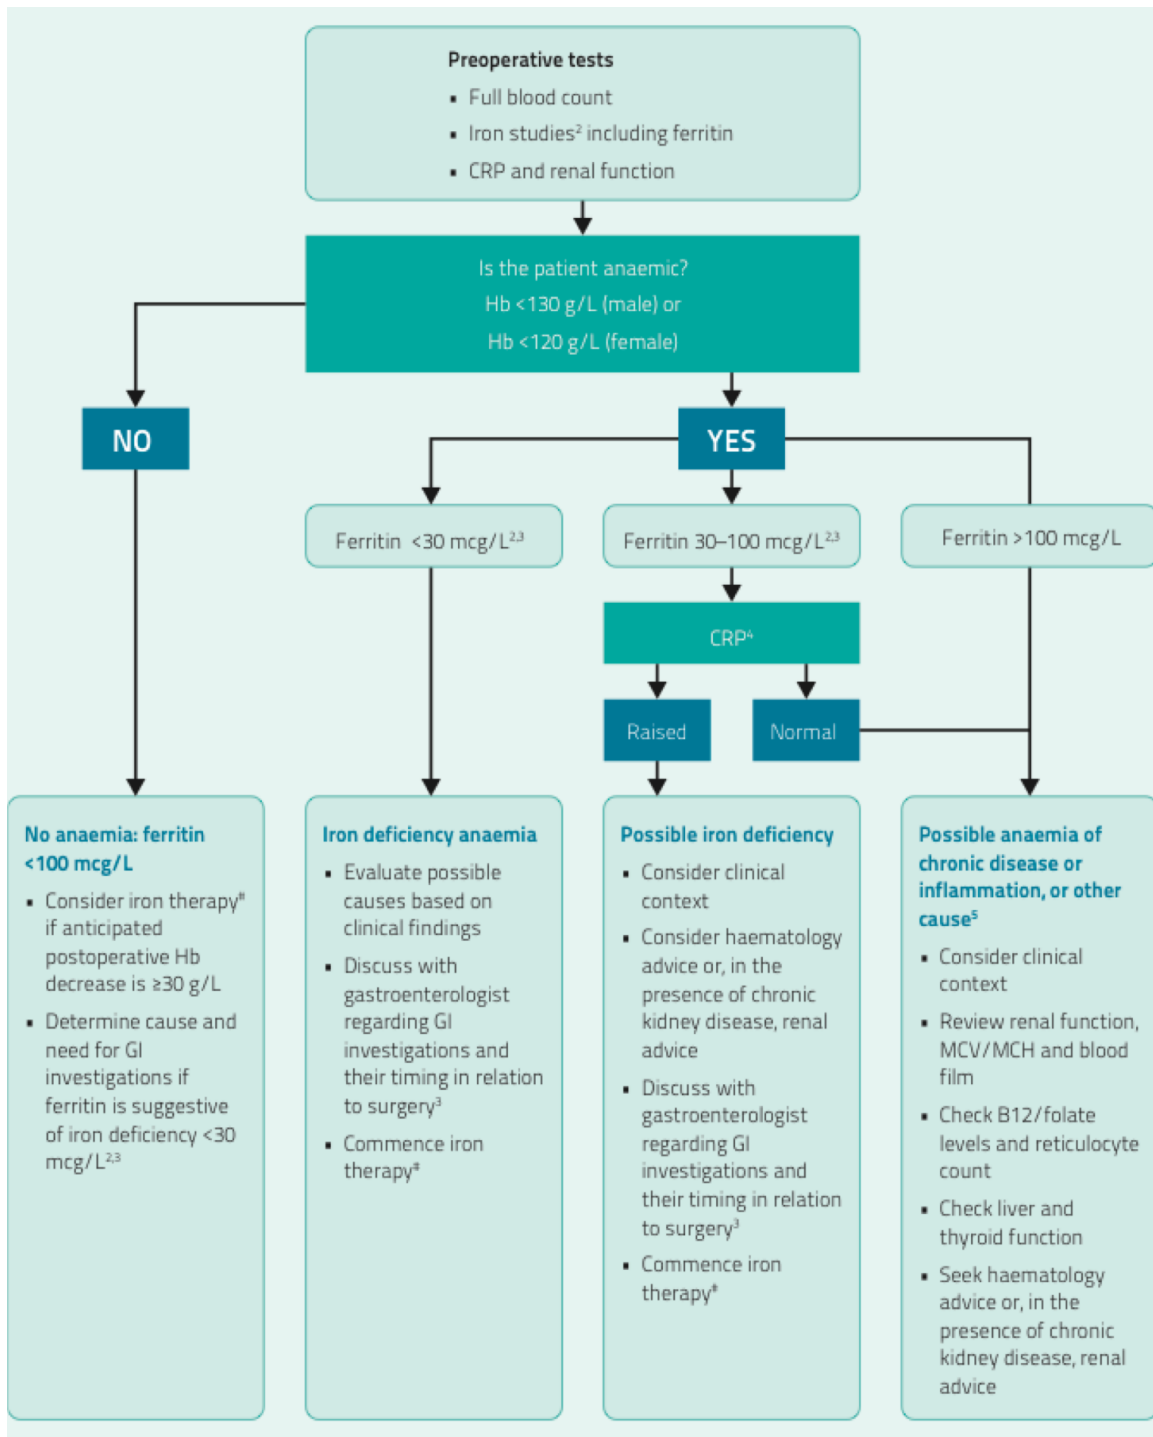 Preoperative tests
▪ Full blood count
▪ Iron studies² including ferritin
▪ CRP and renal function
Is the patient anaemic?
Hb <130 g/L (male) or
Hb <120 g/L (female)
NO
YES
Ferritin <30 mcg/L²,³
Ferritin 30–100 mcg/L²,³
Ferritin >100 mcg/L
CRP⁴
Raised
Normal
No anaemia: ferritin
<100 mcg/L
▪ Consider iron therapy‡
if anticipated
postoperative Hb
decrease is ≥30 g/L
▪ Determine cause and
need for GI
investigations if
ferritin is suggestive
of iron deficiency <30
mcg/L²,³
Iron deficiency anaemia
▪ Evaluate possible
causes based on
clinical findings
▪ Discuss with
gastroenterologist
regarding GI
investigations and
their timing in relation
to surgery³
▪ Commence iron
therapy‡
Possible iron deficiency
▪ Consider clinical
context
▪ Consider haematology
advice or, in the
presence of chronic
kidney disease, renal
advice
▪ Discuss with
gastroenterologist
regarding GI
investigations and
their timing in relation
to surgery³
▪ Commence iron
therapy‡
Possible anaemia of
chronic disease or
inflammation, or other
cause⁵
▪ Consider clinical
context
▪ Review renal function,
MCV/MCH and blood
film
▪ Check B12/folate
levels and reticulocyte
count
▪ Check liver and
thyroid function
▪ Seek haematology
advice or, in the
presence of chronic
kidney disease, renal
advice